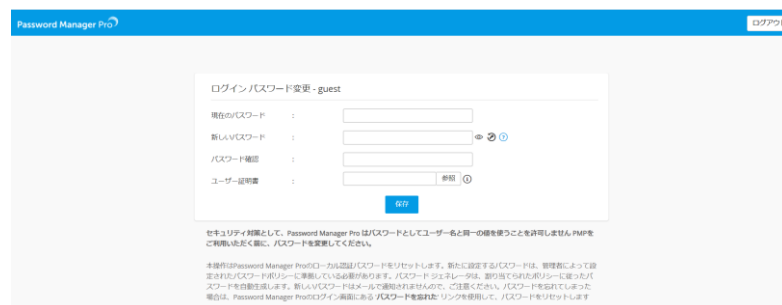 Password Manager Pro
ログアウト
ログイン パスワード変更 - guest
現在のパスワード :
新しいパスワード :
パスワード確認 :
ユーザー証明書 : 参照
保存
セキュリティ対策として、Password Manager Pro はパスワードとしてユーザー名と同一の値を使うことを許可しません PMPを
ご利用いただく前に、パスワードを変更してください。
本操作はPassword Manager Proのローカル認証パスワードをリセットします。新たに設定するパスワードは、管理者によって設
定されたパスワードポリシーに準拠している必要があります。パスワード ジェネレータは、割り当てられたポリシーに従ったパ
スワードを自動生成します。新しいパスワードはメールで通知されませんので、ご注意ください。パスワードを忘れてしまった
場合は、Password Manager Proのログイン画面にある 'パスワードを忘れた' リンクを使用して、パスワードをリセットします